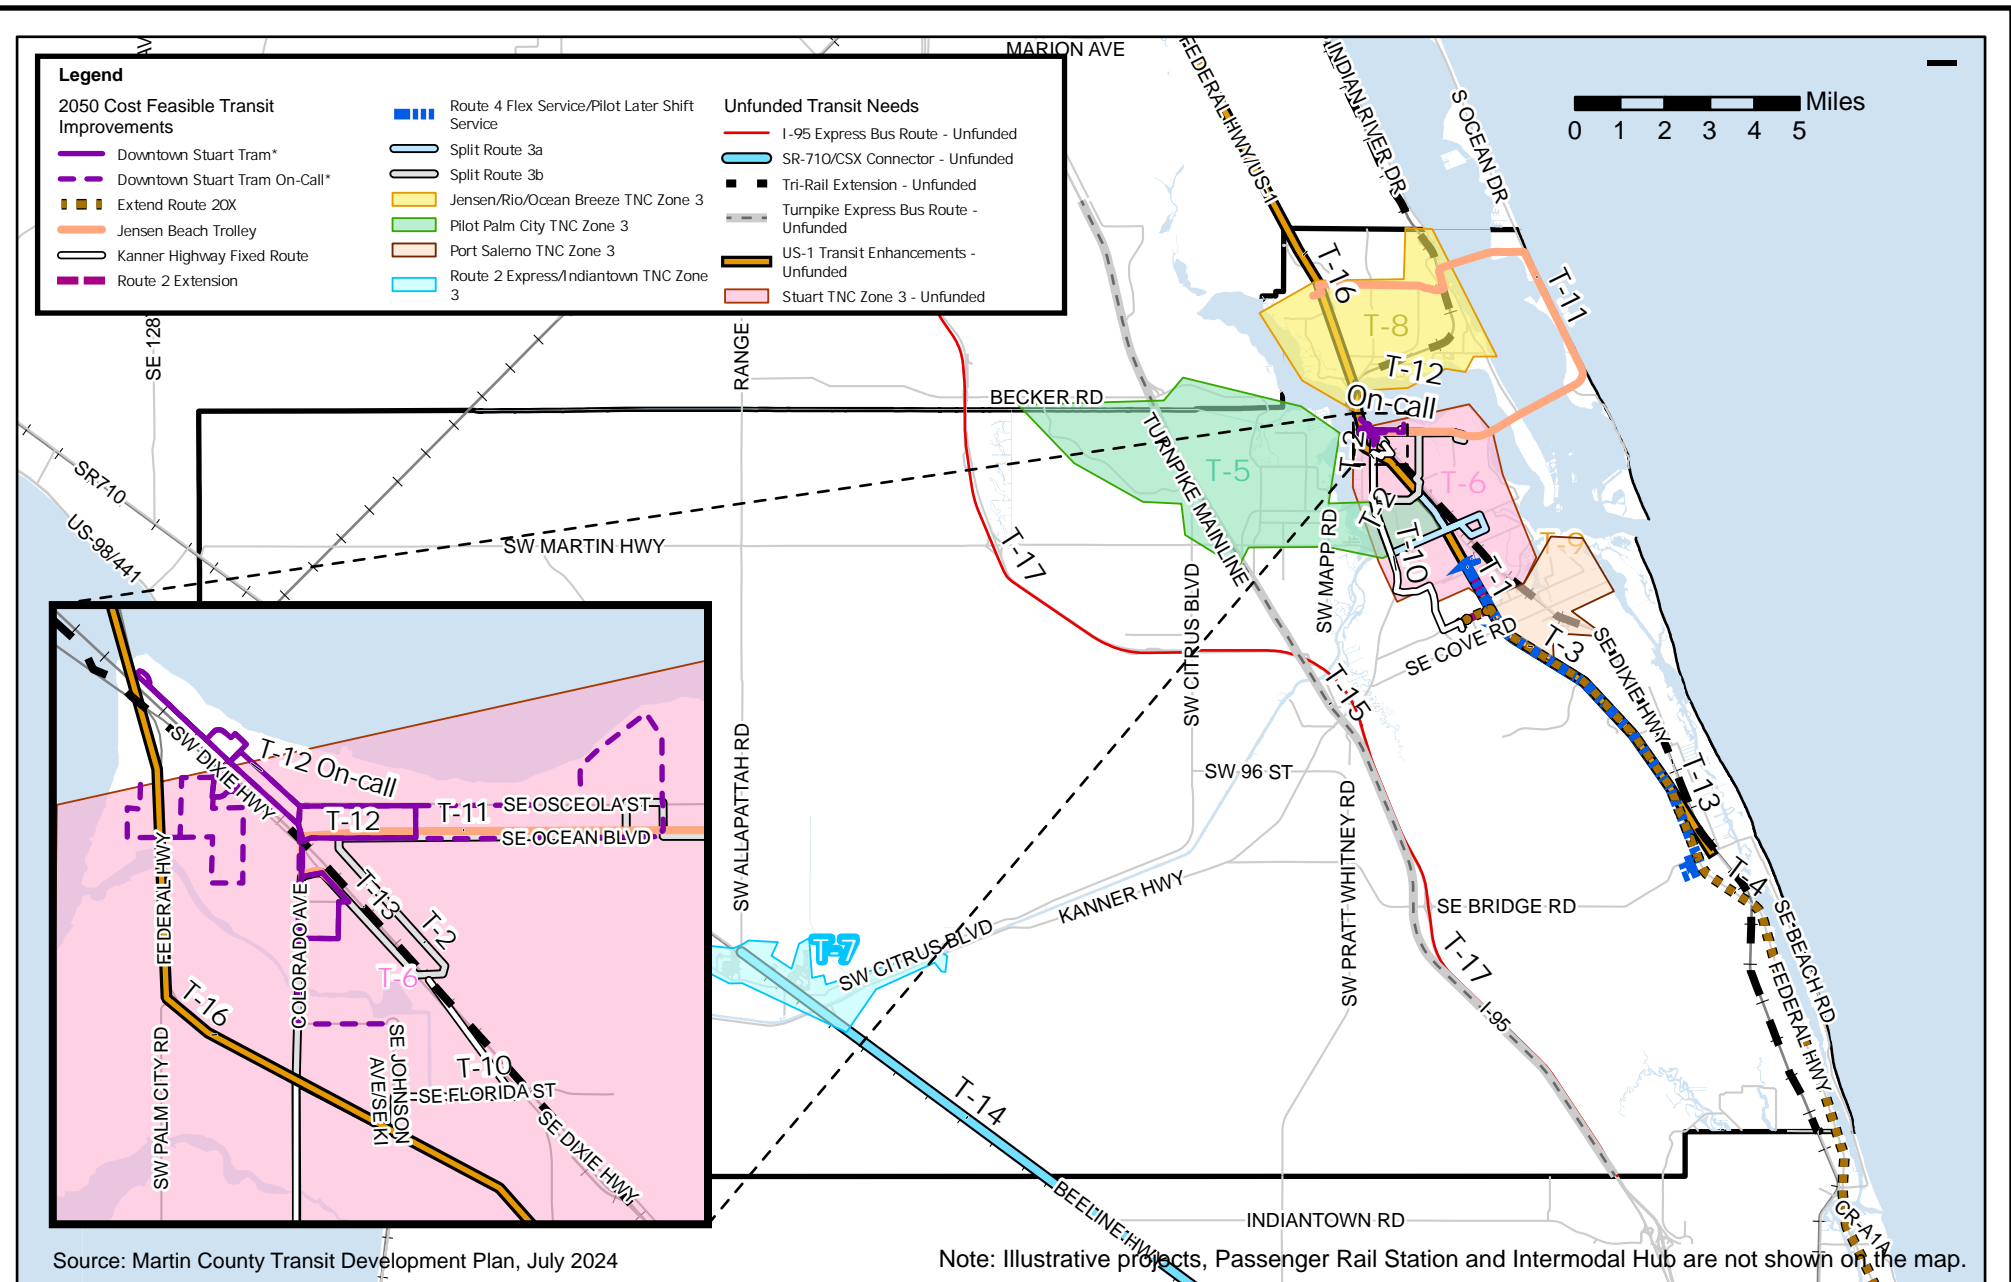 Legend
2050 Cost Feasible Transit
Improvements
Downtown Stuart Tram*
Downtown Stuart Tram On-Call*
Extend Route 20X
Jensen Beach Trolley
Kanner Highway Fixed Route
Route 2 Extension
Route 4 Flex Service/Pilot Later Shift
Service
Split Route 3a
Split Route 3b
Jensen/Rio/Ocean Breeze TNC Zone 3
Pilot Palm City TNC Zone 3
Port Salerno TNC Zone 3
Route 2 Express/Indiantown TNC Zone
3
Unfunded Transit Needs
I-95 Express Bus Route - Unfunded
SR-710/CSX Connector - Unfunded
Tri-Rail Extension - Unfunded
Turnpike Express Bus Route -
Unfunded
US-1 Transit Enhancements -
Unfunded
Stuart TNC Zone 3 - Unfunded
MARION AVE
FEDERAL HWY/US-1
INDIAN RIVER DR
S OCEAN DR
Miles
0 1 2 3 4 5
AV
SE 128
RANGE
BECKER RD
SR710
US-98/441
SW MARTIN HWY
TURNPIKE MAINLINE
T-16
T-11
T-8
T-12
On-call
T-2
T-5
T-6
T-2
T-10
T-9
T-1
T-17
SW MAPP RD
SW CITRUS BLVD
SE COVE RD
T-3
SE DIXIE HWY
T-15
T-13
SW 96 ST
SW ALLAPATTAH RD
SW PRATT WHITNEY RD
KANNER HWY
SE BRIDGE RD
T-4
SE BEACH RD
FEDERAL HWY
T-7
SW CITRUS BLVD
T-17
I-95
T-14
BEELINE HWY
INDIANTOWN RD
CR-A1A
SW DIXIE HWY
T-12 On-call
SE OSCEOLA ST
T-12
T-11
SE OCEAN BLVD
FEDERAL HWY
COLORADO AVE
T-13
T-2
T-6
T-16
SW PALM CITY RD
SE JOHNSON
AVE/SE KI
T-10
SE FLORIDA ST
SE DIXIE HWY
Source: Martin County Transit Development Plan, July 2024
Note: Illustrative projects, Passenger Rail Station and Intermodal Hub are not shown on the map.